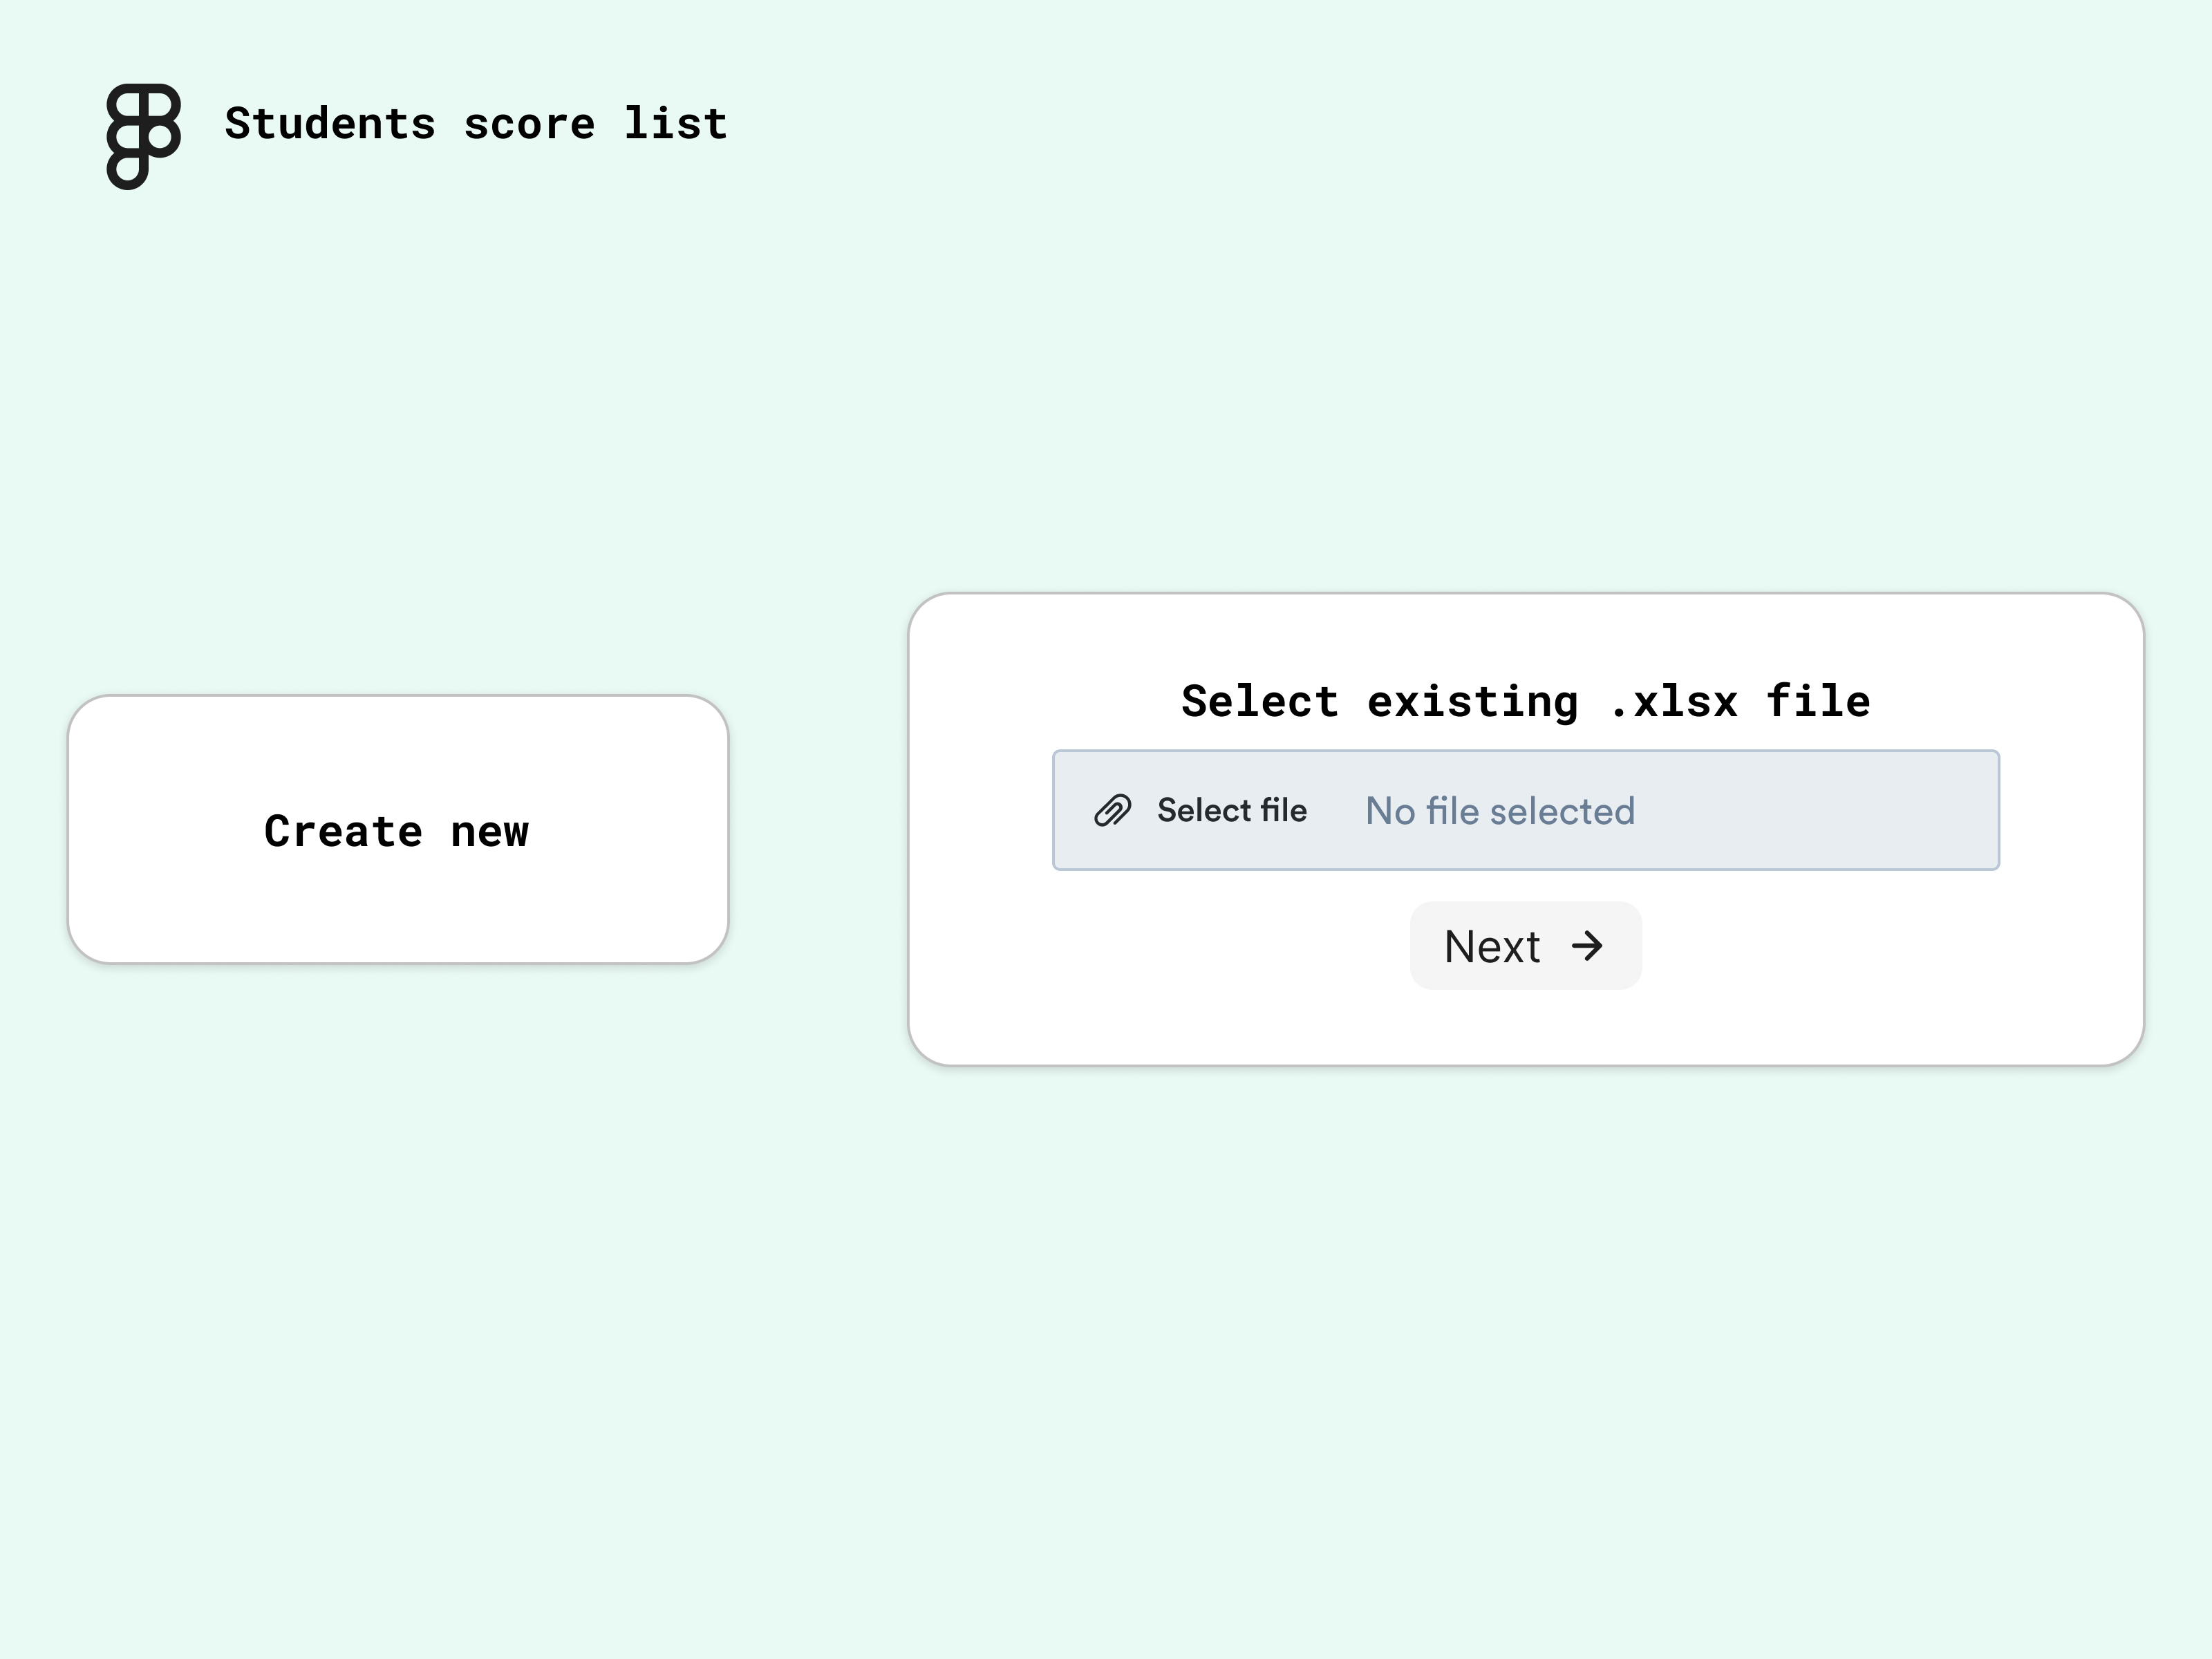 Students score list
Create new
Select existing .xlsx file
Select file No file selected
Next